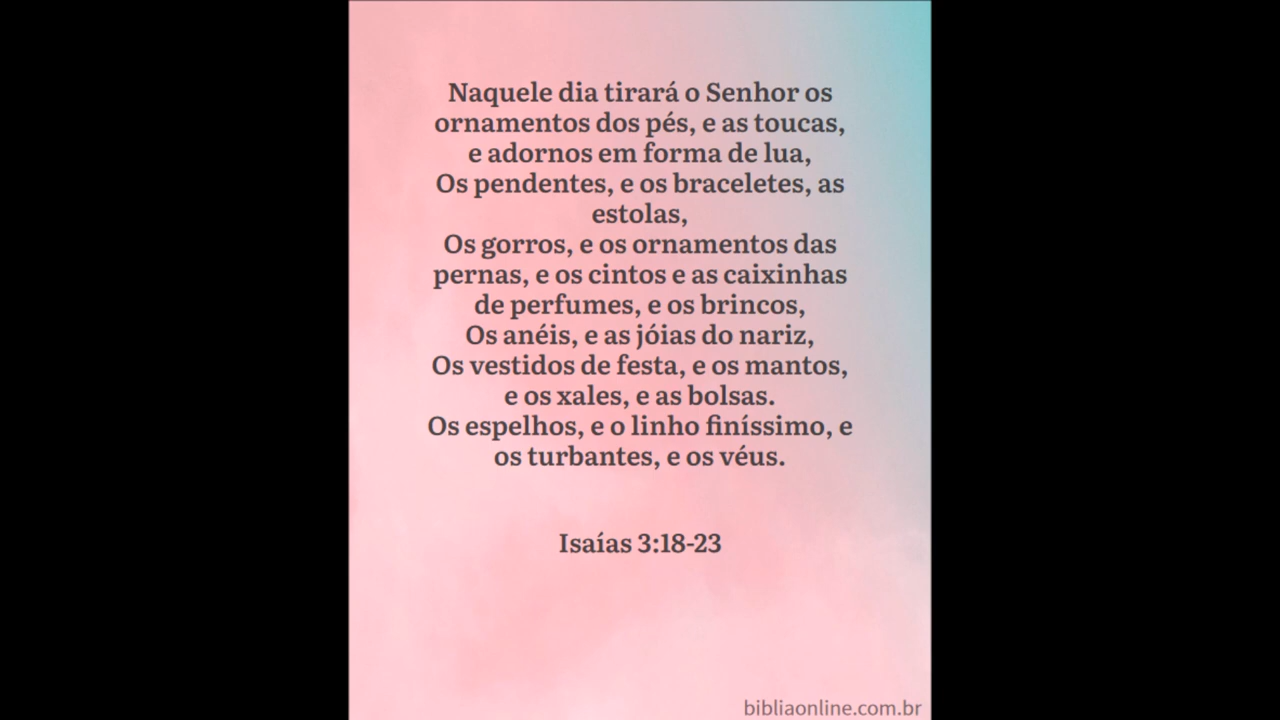 Naquele dia tirará o Senhor os
ornamentos dos pés, e as toucas,
e adornos em forma de lua,
Os pendentes, e os braceletes, as
estolas,
Os gorros, e os ornamentos das
pernas, e os cintos e as caixinhas
de perfumes, e os brincos,
Os anéis, e as jóias do nariz,
Os vestidos de festa, e os mantos,
e os xales, e as bolsas.
Os espelhos, e o linho finíssimo, e
os turbantes, e os véus.
Isaías 3:18-23
bibliaonline.com.br